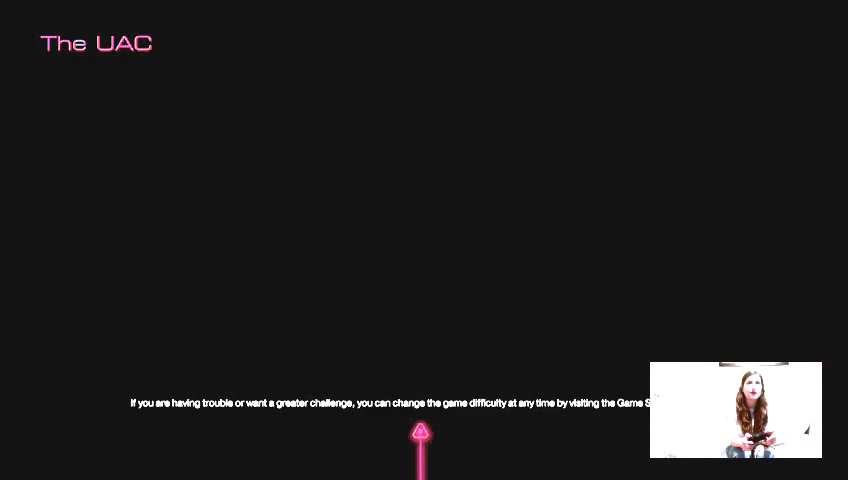 The UAC
If you are having trouble or want a greater challenge, you can change the game difficulty at any time by visiting the Game